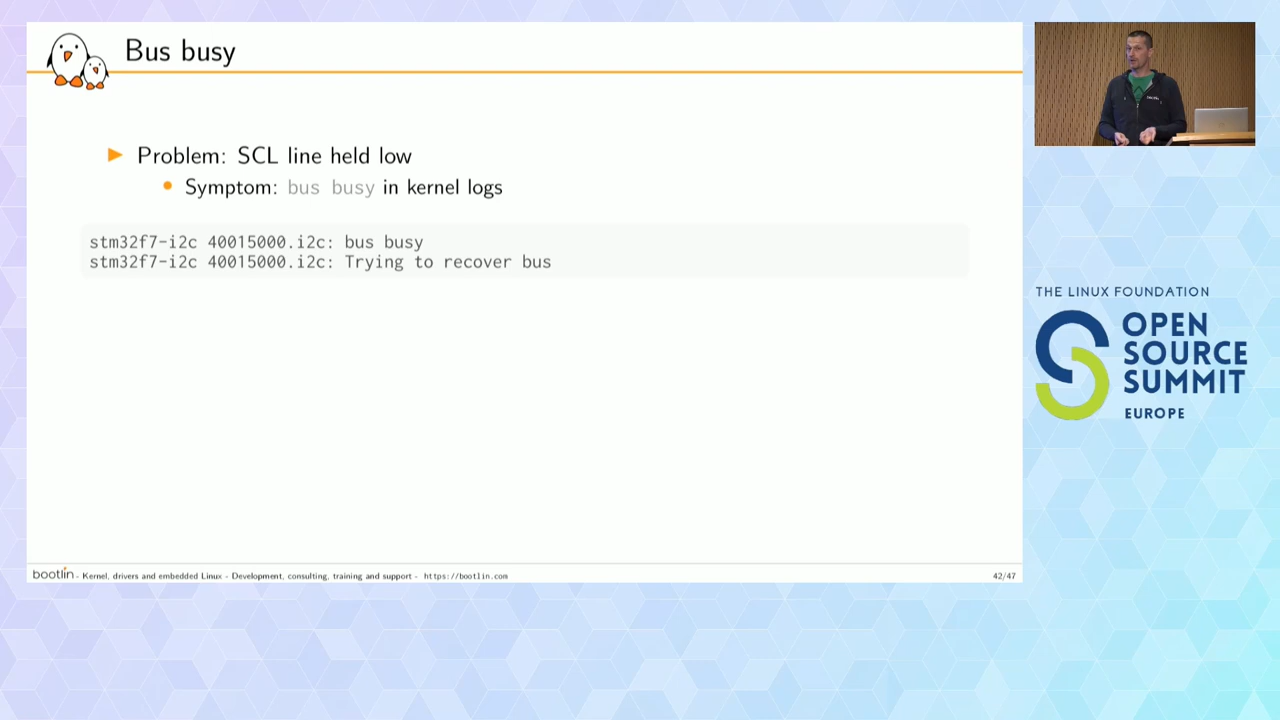 Bus busy
Problem: SCL line held low
Symptom: bus busy in kernel logs
stm32f7-i2c 40015000.i2c: bus busy
stm32f7-i2c 40015000.i2c: Trying to recover bus
bootlin - Kernel, drivers and embedded Linux - Development, consulting, training and support - https://bootlin.com
42/47
THE LINUX FOUNDATION
OPEN
SOURCE
SUMMIT
EUROPE